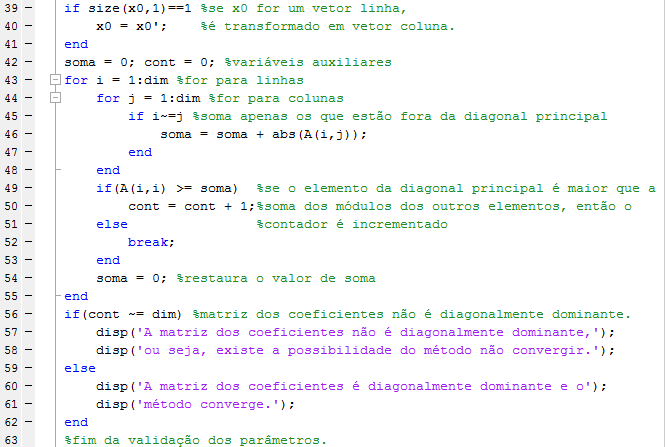 39 – if size(x0,1)==1 %se x0 for um vetor linha,
40 – x0 = x0'; %é transformado em vetor coluna.
41 – end
42 – soma = 0; cont = 0; %variáveis auxiliares
43 – for i = 1:dim %for para linhas
44 – for j = 1:dim %for para colunas
45 – if i~=j %soma apenas os que estão fora da diagonal principal
46 – soma = soma + abs(A(i,j));
47 – end
48 – end
49 – if(A(i,i) >= soma) %se o elemento da diagonal principal é maior que a
50 – cont = cont + 1;%soma dos módulos dos outros elementos, então o
51 – else %contador é incrementado
52 – break;
53 – end
54 – soma = 0; %restaura o valor de soma
55 – end
56 – if(cont ~= dim) %matriz dos coeficientes não é diagonalmente dominante.
57 – disp('A matriz dos coeficientes não é diagonalmente dominante,');
58 – disp('ou seja, existe a possibilidade do método não convergir.');
59 – else
60 – disp('A matriz dos coeficientes é diagonalmente dominante e o');
61 – disp('método converge.');
62 – end
63 %fim da validação dos parâmetros.